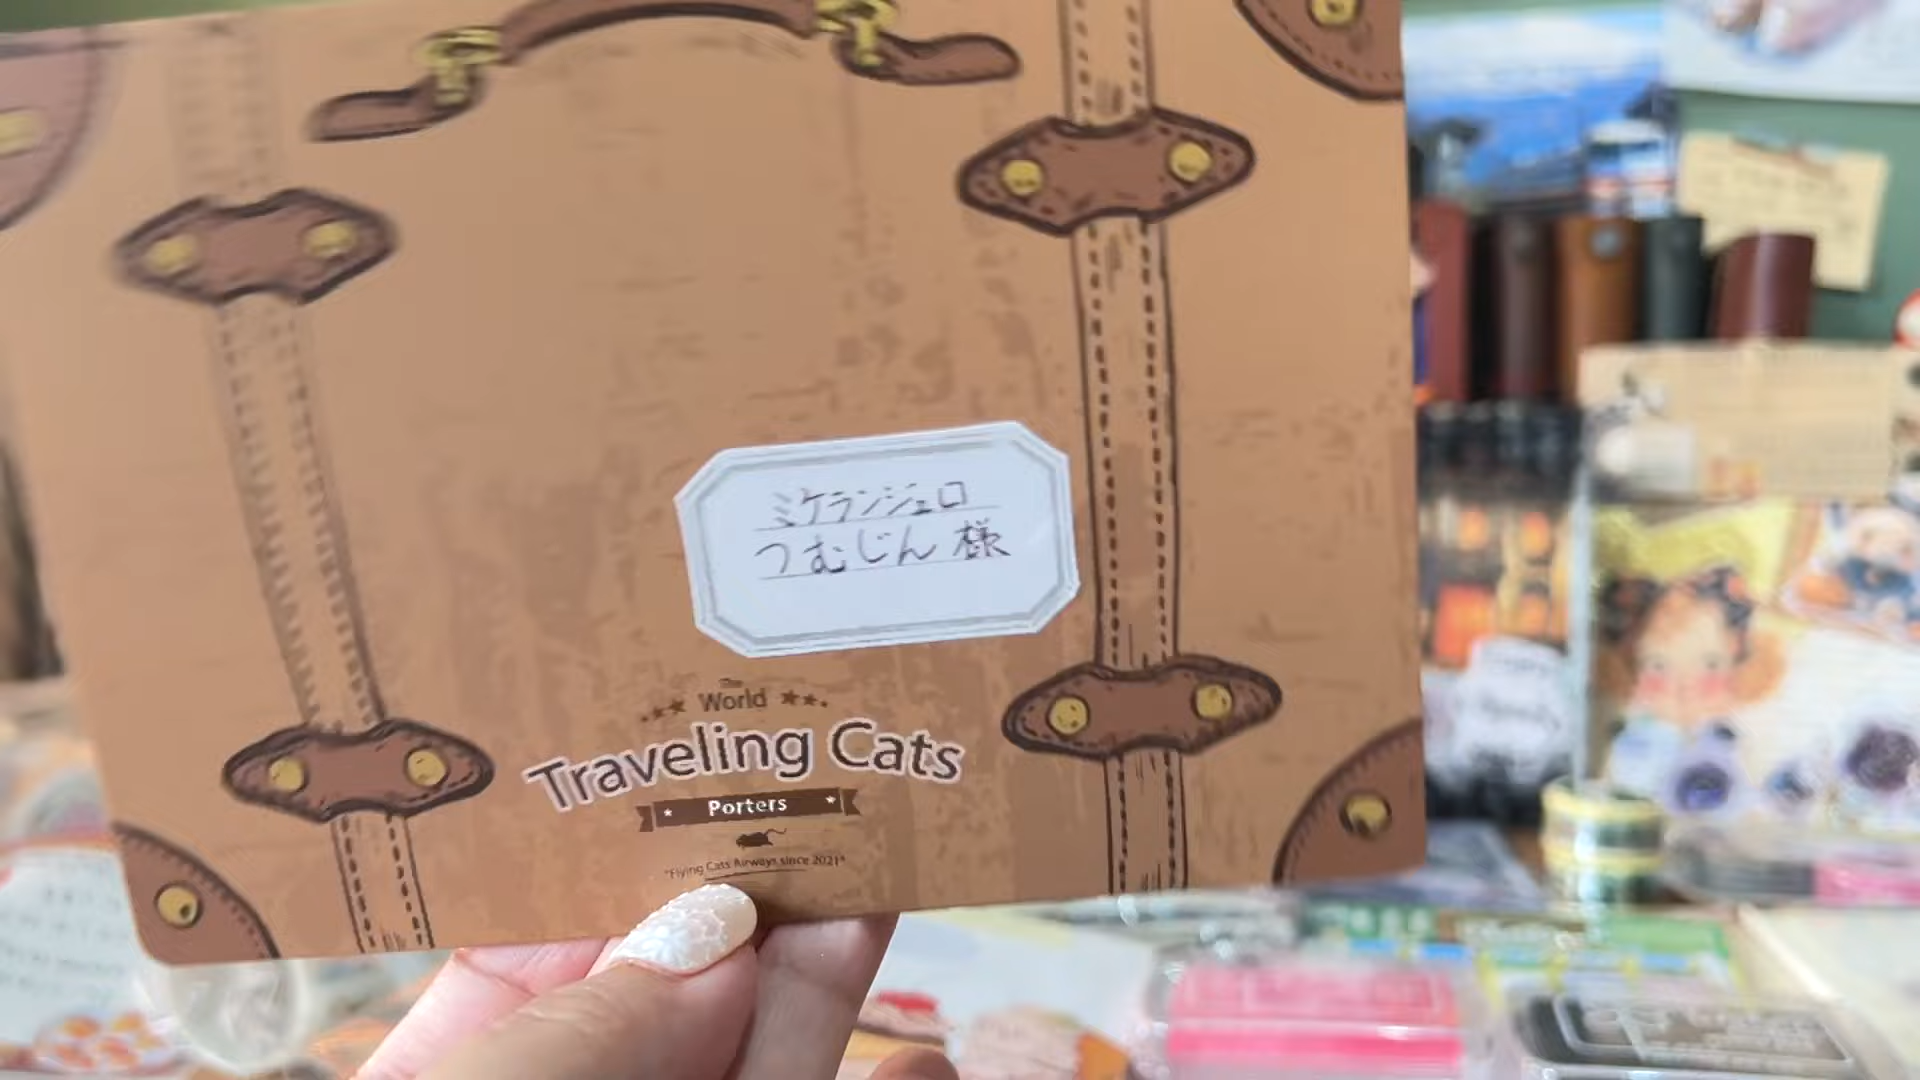 ミケランジェロ
つむじん様
The
World
Traveling Cats
Porters
"Flying Cats Airways since 2021"